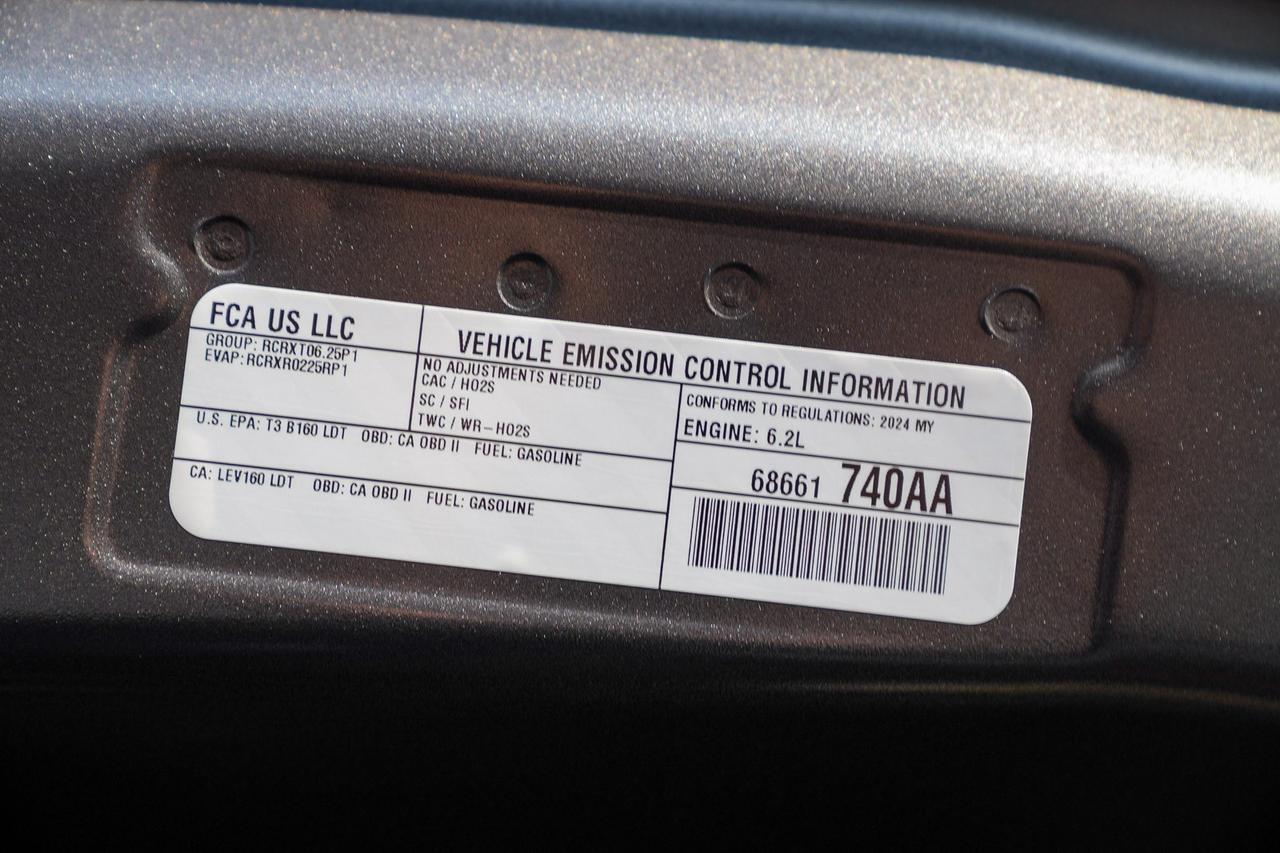 FCA US LLC
GROUP: RCRXT06.25P1
EVAP: RCRXR0225RP1
VEHICLE EMISSION CONTROL INFORMATION
NO ADJUSTMENTS NEEDED
CAC / HO2S
SC / SFI
TWC / WR-HO2S
CONFORMS TO REGULATIONS: 2024 MY
ENGINE: 6.2L
U.S. EPA: T3 B160 LDT OBD: CA OBD II FUEL: GASOLINE
CA: LEV160 LDT OBD: CA OBD II FUEL: GASOLINE
68661 740AA